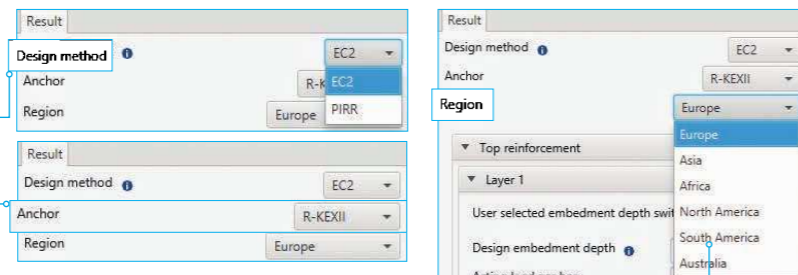 Result
Design method
EC2
Anchor
R-K
EC2
PIRR
Region
Europe
Result
Design method
EC2
Anchor
R-KEXII
Region
Europe
Result
Design method
EC2
Anchor
R-KEXII
Region
Europe
Europe
Asia
Africa
North America
South America
Australia
Top reinforcement
Layer 1
User selected embedment depth swit
Design embedment depth